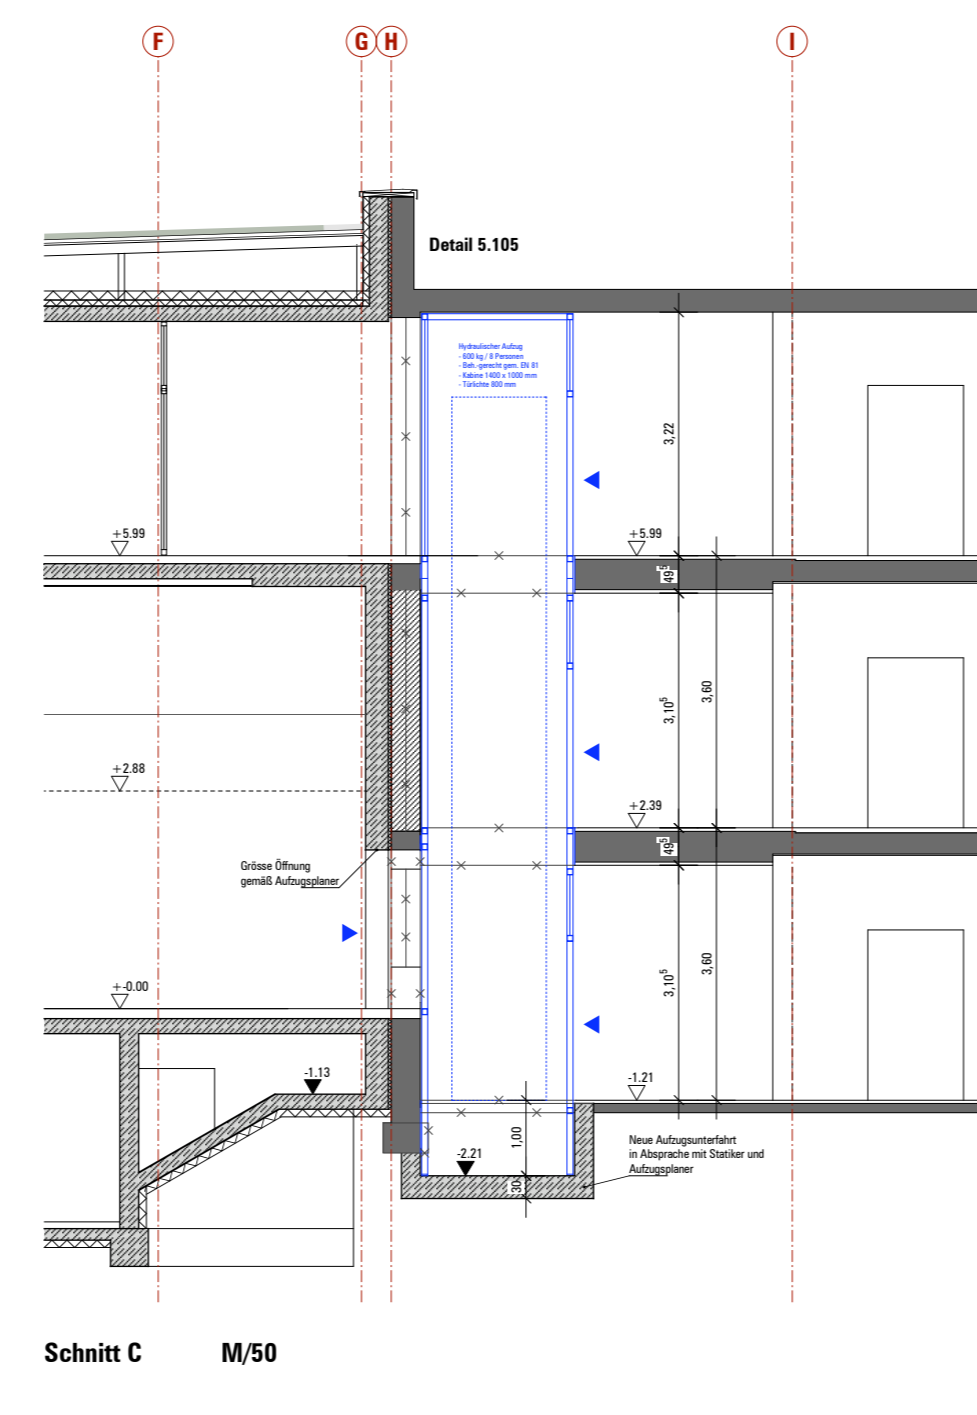 F G H I
Detail 5.105
Hydraulischer Aufzug
- 600 kg / 8 Personen
- Beh.-gerecht gem. EN 81
- Kabine 1400 x 1000 mm
- Türlichte 800 mm
3,22
+5.99
+5.99
49⁵
3,10⁵
3,60
+2.88
+2.39
49⁵
Grösse Öffnung
gemäß Aufzugsplaner
3,10⁵
3,60
+-0.00
-1.13
-1.21
1,00
-2.21
30
Neue Aufzugsunterfahrt
in Absprache mit Statiker und
Aufzugsplaner
Schnitt C M/50